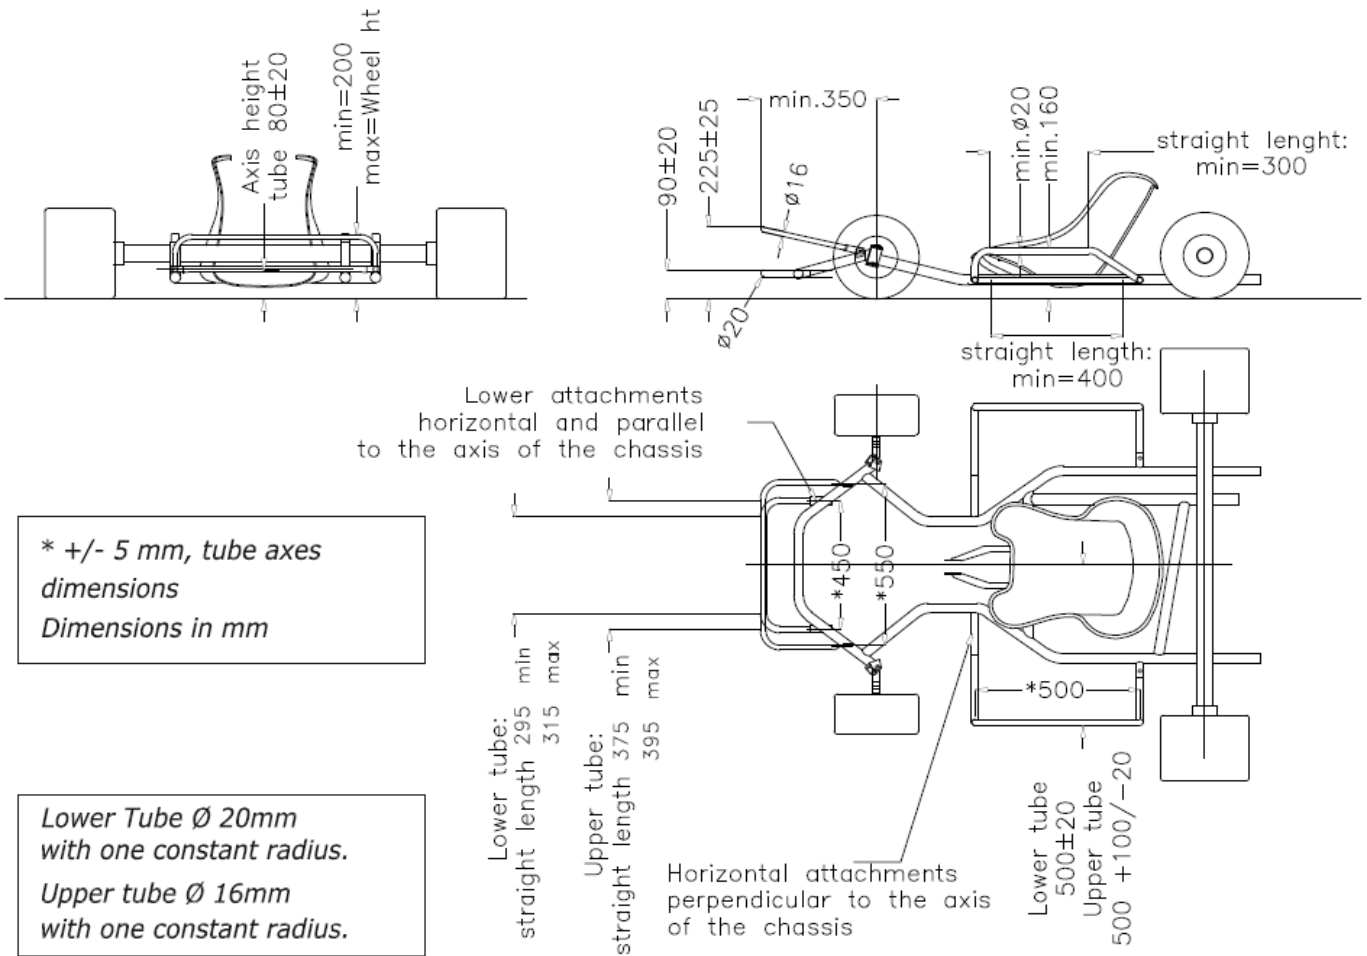 Axis height
tube 80±20
min=200
max=Wheel ht
90±20
225±25
min.350
ø16
ø20
min.ø20
min.160
straight lenght:
min=300
straight length:
min=400
Lower attachments
horizontal and parallel
to the axis of the chassis
* +/- 5 mm, tube axes
dimensions
Dimensions in mm
*450
*550
*500
Lower tube:
straight length 295 min
315 max
Upper tube:
straight length 375 min
395 max
Lower Tube Ø 20mm
with one constant radius.
Upper tube Ø 16mm
with one constant radius.
Horizontal attachments
perpendicular to the axis
of the chassis
Lower tube
500±20
Upper tube
500 +100/-20